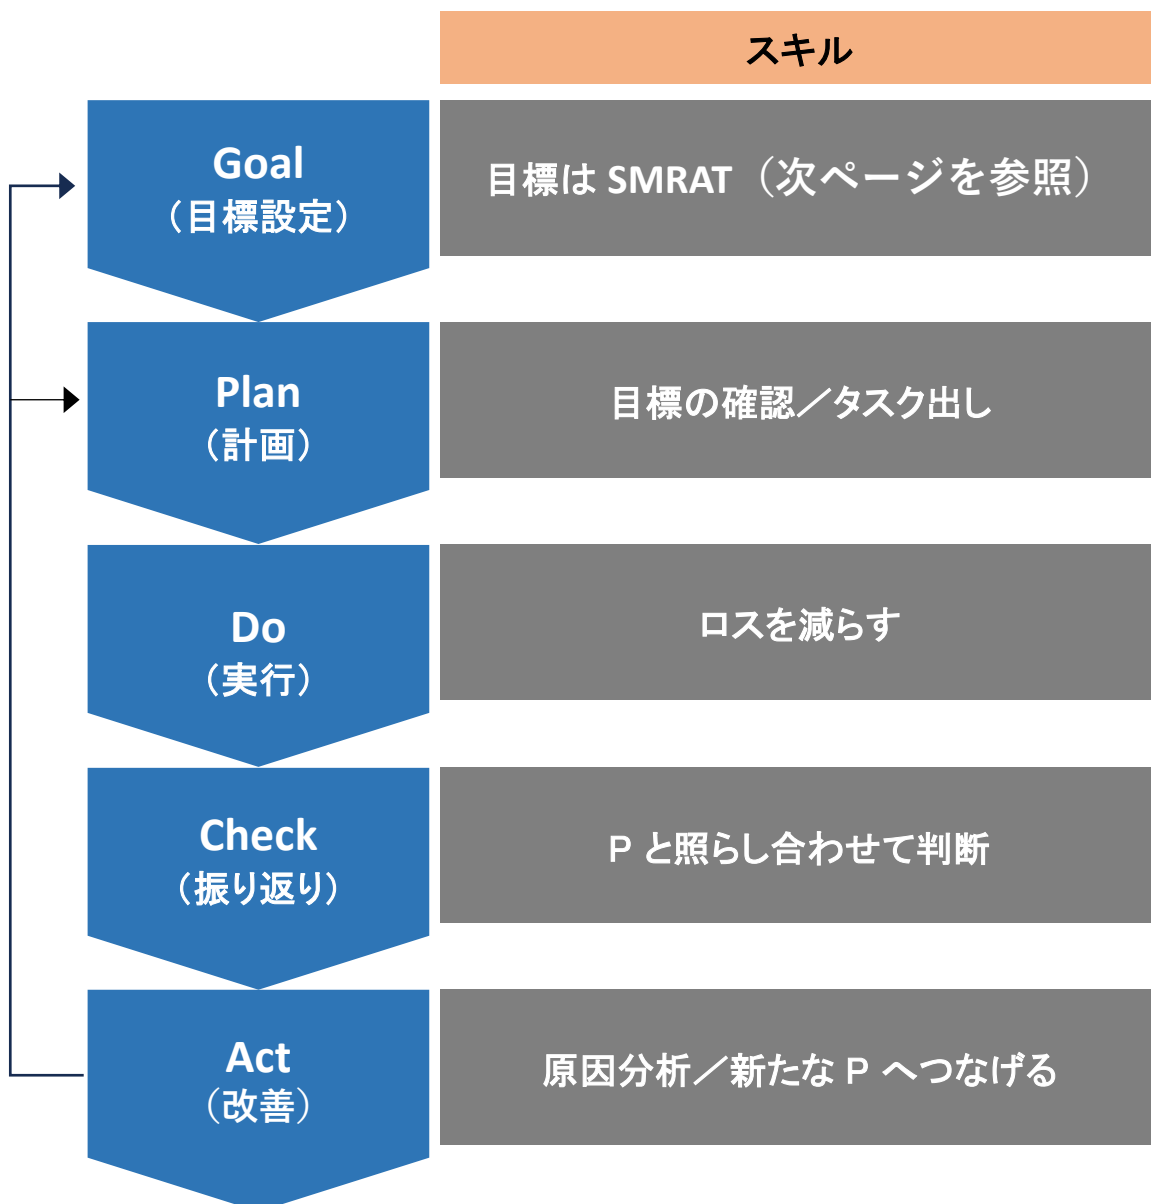 スキル
Goal
（目標設定）
目標は SMRAT（次ページを参照）
Plan
（計画）
目標の確認／タスク出し
Do
（実行）
ロスを減らす
Check
（振り返り）
Ｐ と照らし合わせて判断
Act
（改善）
原因分析／新たなＰ へつなげる